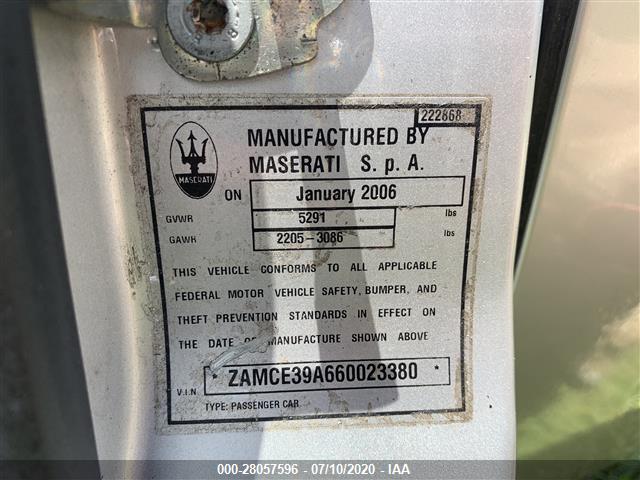 222868
MASERATI
MANUFACTURED BY
MASERATI S. p A.
ON January 2006
GVWR 5291 lbs
GAWR 2205-3086 lbs
THIS VEHICLE CONFORMS TO ALL APPLICABLE
FEDERAL MOTOR VEHICLE SAFETY, BUMPER, AND
THEFT PREVENTION STANDARDS IN EFFECT ON
THE DATE OF MANUFACTURE SHOWN ABOVE
V.I.N. * ZAMCE39A660023380 *
TYPE: PASSENGER CAR
000-28057596 - 07/10/2020 - IAA